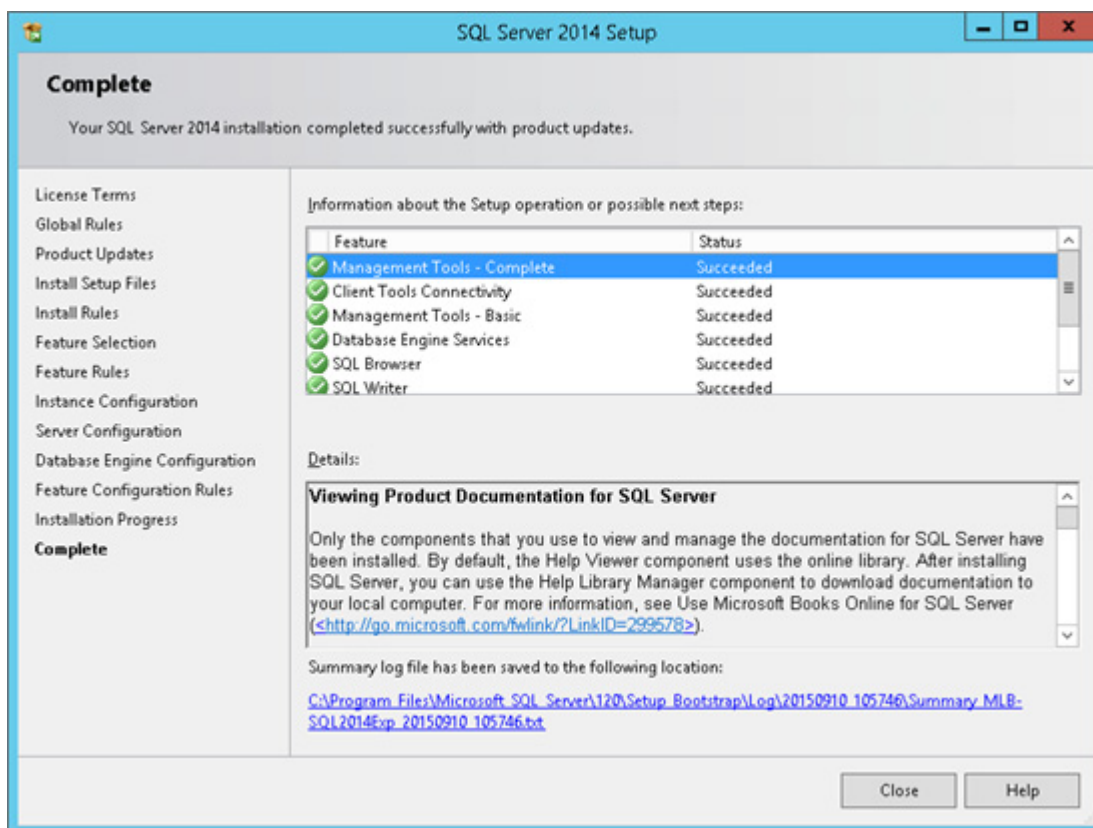 SQL Server 2014 Setup
Complete
Your SQL Server 2014 installation completed successfully with product updates.
License Terms
Global Rules
Product Updates
Install Setup Files
Install Rules
Feature Selection
Feature Rules
Instance Configuration
Server Configuration
Database Engine Configuration
Feature Configuration Rules
Installation Progress
Complete
Information about the Setup operation or possible next steps:
Feature Status
Management Tools - Complete Succeeded
Client Tools Connectivity Succeeded
Management Tools - Basic Succeeded
Database Engine Services Succeeded
SQL Browser Succeeded
SQL Writer Succeeded
Details:
Viewing Product Documentation for SQL Server
Only the components that you use to view and manage the documentation for SQL Server have
been installed. By default, the Help Viewer component uses the online library. After installing
SQL Server, you can use the Help Library Manager component to download documentation to
your local computer. For more information, see Use Microsoft Books Online for SQL Server
(<http://go.microsoft.com/fwlink/?LinkID=299578>).
Summary log file has been saved to the following location:
C:\Program Files\Microsoft SQL Server\120\Setup Bootstrap\Log\20150910_105746\Summary_MLB-
SQL2014Exp_20150910_105746.txt
Close
Help